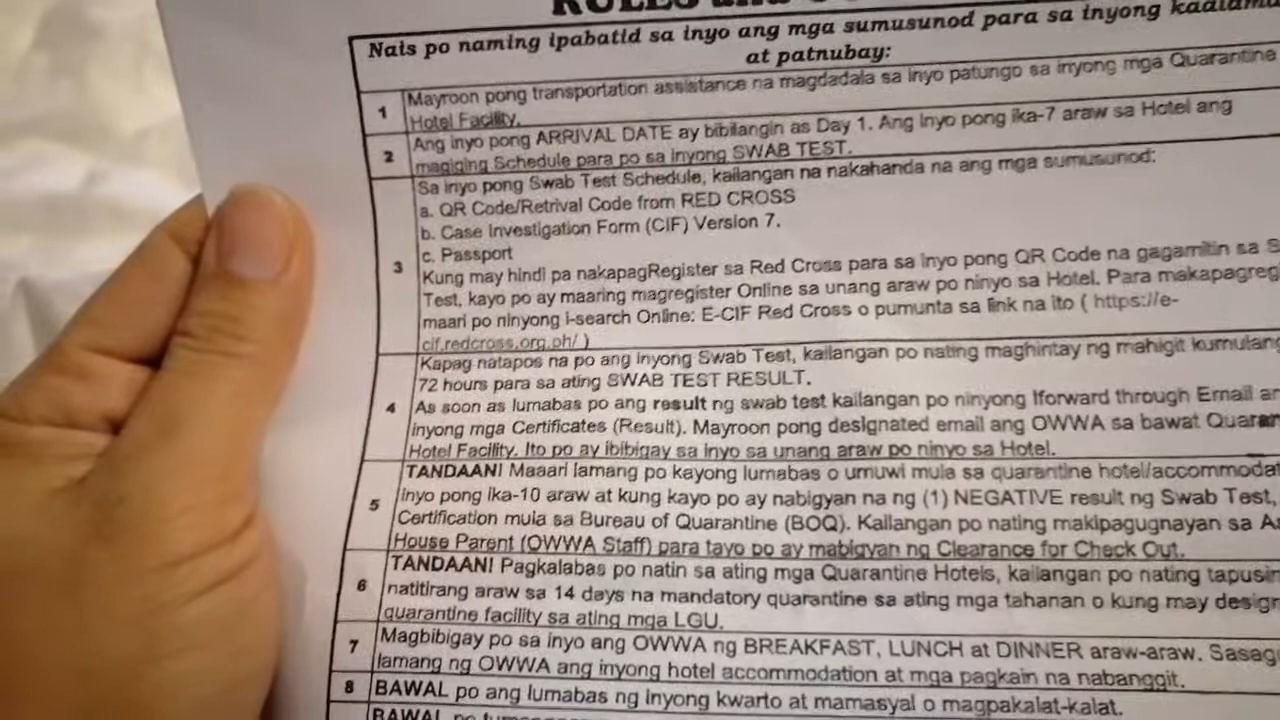 RULES and
Nais po naming ipabatid sa inyo ang mga sumusunod para sa inyong
at patnubay:
1 Mayroon pong transportation assistance na magdadala sa inyo patungo sa inyong mga Quarantine
Hotel Facility.
2 Ang inyo pong ARRIVAL DATE ay bibilangin as Day 1. Ang inyo pong ika-7 araw sa Hotel ang
magiging Schedule para po sa inyong SWAB TEST.
3 Sa inyo pong Swab Test Schedule, kailangan na nakahanda na ang mga sumusunod:
a. QR Code/Retrival Code from RED CROSS
b. Case Investigation Form (CIF) Version 7.
c. Passport
Kung may hindi pa nakapagRegister sa Red Cross para sa inyo pong QR Code na gagamitin sa S
Test, kayo po ay maaring magregister Online sa unang araw po ninyo sa Hotel. Para makapagreg
maari po ninyong i-search Online: E-CIF Red Cross o pumunta sa link na ito ( https://e-
cif.redcross.org.ph/ )
4 Kapag natapos na po ang inyong Swab Test, kailangan po nating maghintay ng mahigit kumulang
72 hours para sa ating SWAB TEST RESULT.
As soon as lumabas po ang result ng swab test kailangan po ninyong Iforward through Email an
inyong mga Certificates (Result). Mayroon pong designated email ang OWWA sa bawat Quaran
Hotel Facility. Ito po ay ibibigay sa inyo sa unang araw po ninyo sa Hotel.
5 TANDAAN! Maaari lamang po kayong lumabas o umuwi mula sa quarantine hotel/accommodat
inyo pong ika-10 araw at kung kayo po ay nabigyan na ng (1) NEGATIVE result ng Swab Test,
Certification mula sa Bureau of Quarantine (BOQ). Kailangan po nating makipagugnayan sa A
House Parent (OWWA Staff) para tayo po ay mabigyan ng Clearance for Check Out.
6 TANDAAN! Pagkalabas po natin sa ating mga Quarantine Hotels, kailangan po nating tapusin
natitirang araw sa 14 days na mandatory quarantine sa ating mga tahanan o kung may design
quarantine facility sa ating mga LGU.
7 Magbibigay po sa inyo ang OWWA ng BREAKFAST, LUNCH at DINNER araw-araw. Sasag
lamang ng OWWA ang inyong hotel accommodation at mga pagkain na nabanggit.
8 BAWAL po ang lumabas ng inyong kwarto at mamasyal o magpakalat-kalat.
BAWAL po